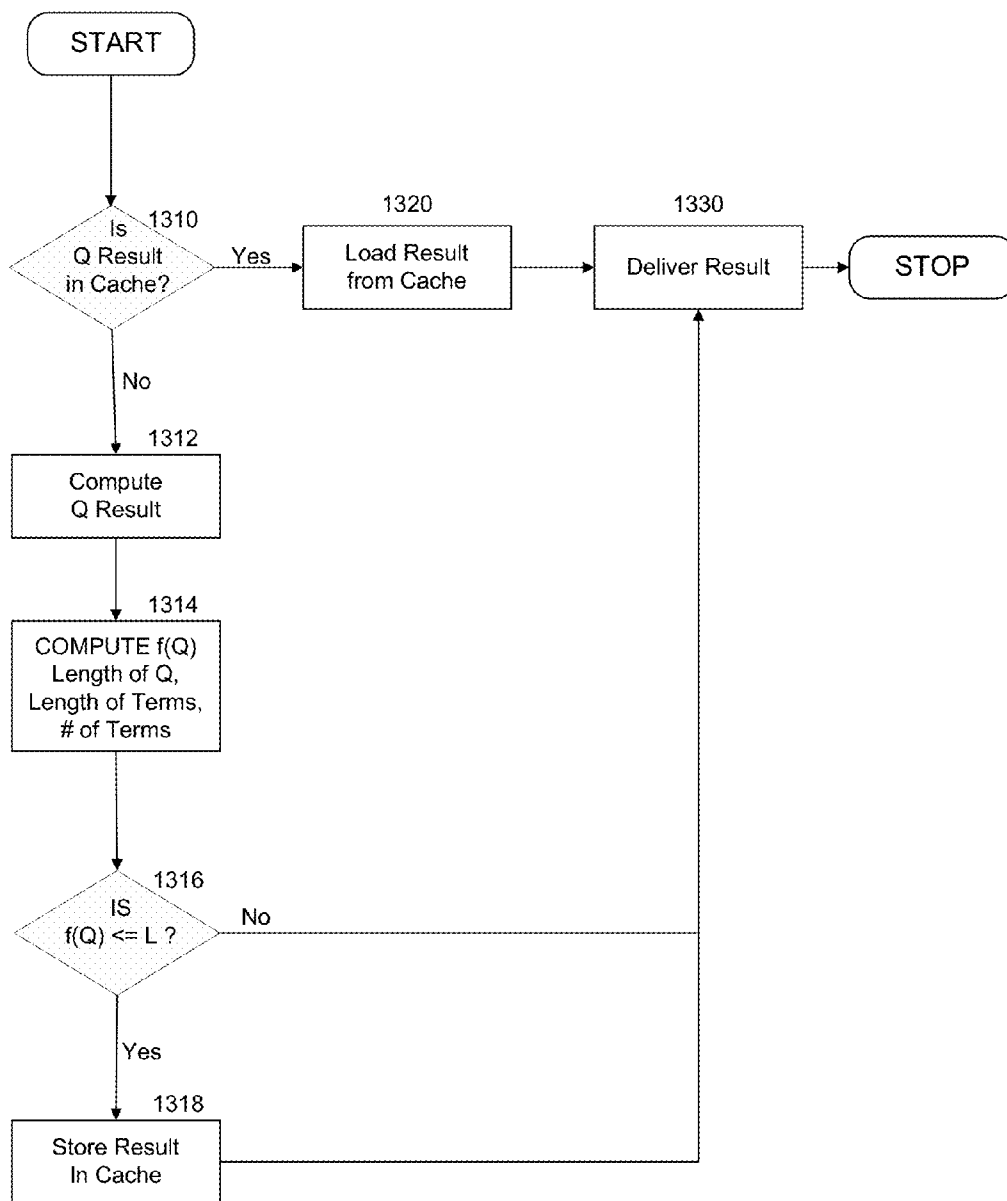 START
1310
Is
Q Result
in Cache?
Yes
1320
Load Result
from Cache
1330
Deliver Result
STOP
No
1312
Compute
Q Result
1314
COMPUTE f(Q)
Length of Q,
Length of Terms,
# of Terms
1316
IS
f(Q) <= L ?
No
Yes
1318
Store Result
In Cache